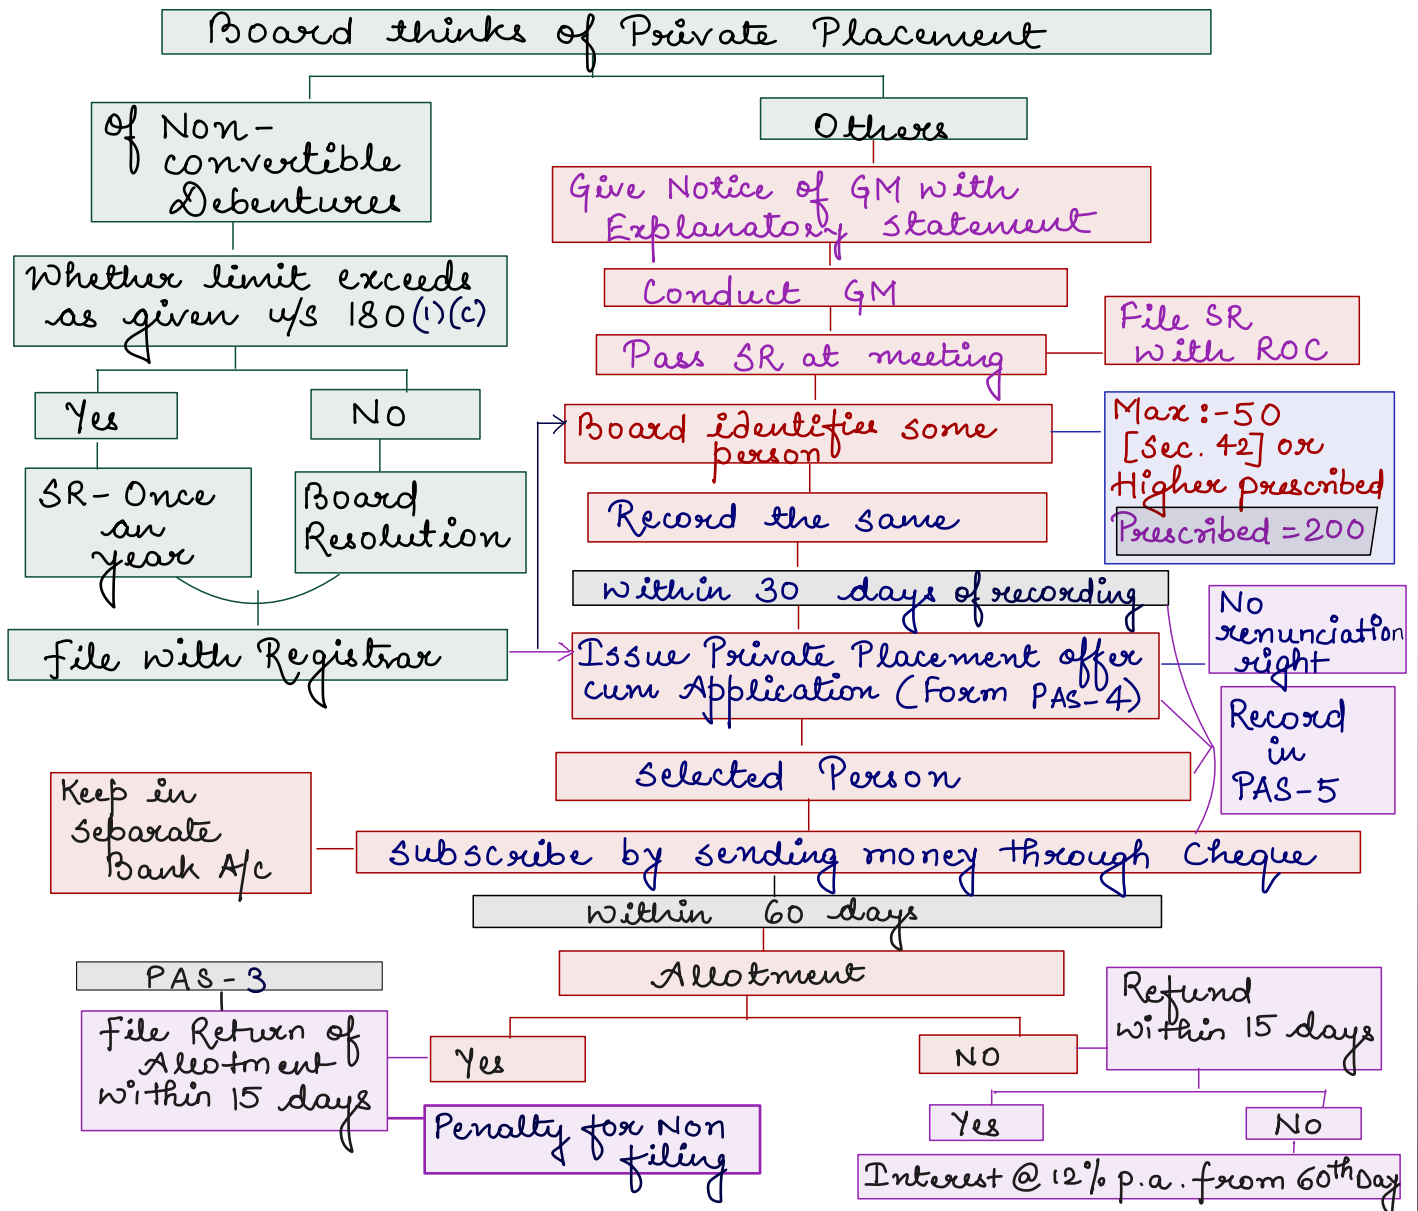 Board thinks of Private Placement
of Non-
convertible
Debentures
Others
Give Notice of GM with
Explanatory Statement
Whether limit exceeds
as given u/s 180(1)(c)
Conduct GM
Pass SR at meeting
File SR
with ROC
Yes
NO
Board identifies some
person
Max:-50
[Sec. 42] or
Higher prescribed
Prescribed = 200
SR-Once
an
year
Board
Resolution
Record the same
Within 30 days of recording
File with Registrar
Issue Private Placement offer
cum Application (Form PAS-4)
No
renunciation
right
Record
in
PAS-5
Selected Person
Keep in
separate
Bank A/c
Subscribe by sending money through Cheque
Within 60 days
Allotment
PAS-3
File Return of
Allotment
within 15 days
Yes
NO
Refund
within 15 days
Penalty for Non
filing
Yes
No
Interest @ 12% p.a. from 60th Day